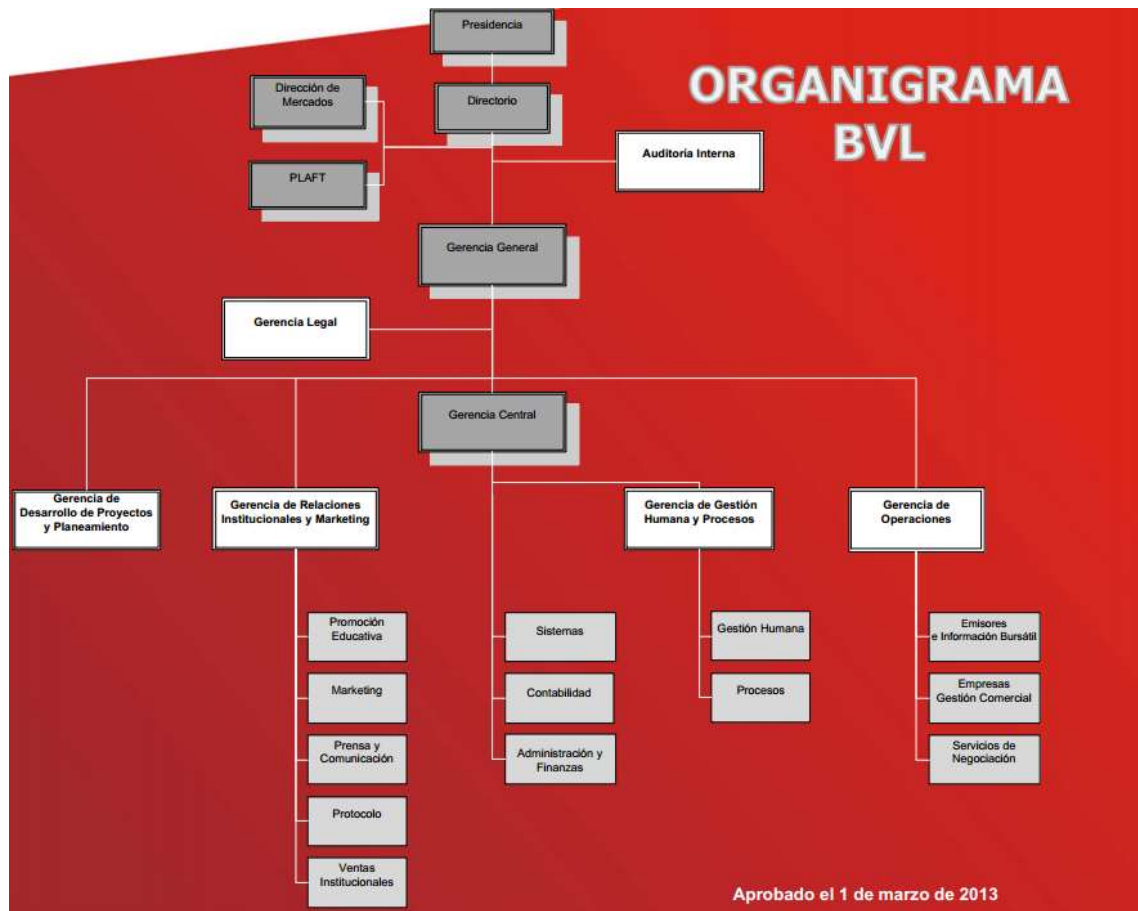 Presidencia
ORGANIGRAMA
BVL
Dirección de
Mercados
Directorio
Auditoría Interna
PLAFT
Gerencia General
Gerencia Legal
Gerencia Central
Gerencia de
Desarrollo de Proyectos
y Planeamiento
Gerencia de Relaciones
Institucionales y Marketing
Gerencia de Gestión
Humana y Procesos
Gerencia de
Operaciones
Promoción
Educativa
Marketing
Prensa y
Comunicación
Protocolo
Ventas
Institucionales
Sistemas
Contabilidad
Administración y
Finanzas
Gestión Humana
Procesos
Emisores
e Información Bursátil
Empresas
Gestión Comercial
Servicios de
Negociación
Aprobado el 1 de marzo de 2013